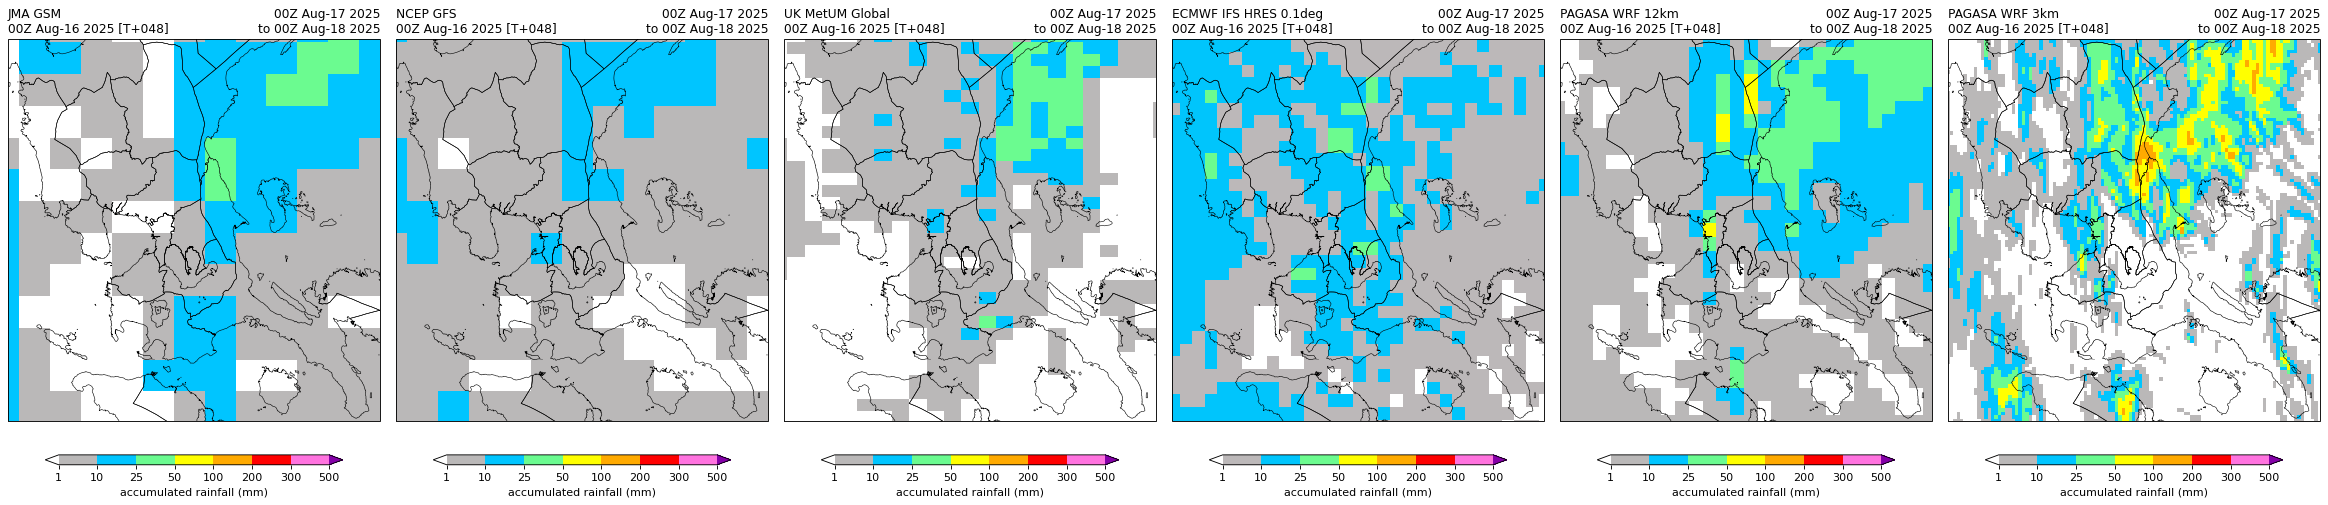 JMA GSM 00Z Aug-17 2025
00Z Aug-16 2025 [T+048] to 00Z Aug-18 2025
1 10 25 50 100 200 300 500
accumulated rainfall (mm)
NCEP GFS 00Z Aug-17 2025
00Z Aug-16 2025 [T+048] to 00Z Aug-18 2025
1 10 25 50 100 200 300 500
accumulated rainfall (mm)
UK MetUM Global 00Z Aug-17 2025
00Z Aug-16 2025 [T+048] to 00Z Aug-18 2025
1 10 25 50 100 200 300 500
accumulated rainfall (mm)
ECMWF IFS HRES 0.1deg 00Z Aug-17 2025
00Z Aug-16 2025 [T+048] to 00Z Aug-18 2025
1 10 25 50 100 200 300 500
accumulated rainfall (mm)
PAGASA WRF 12km 00Z Aug-17 2025
00Z Aug-16 2025 [T+048] to 00Z Aug-18 2025
1 10 25 50 100 200 300 500
accumulated rainfall (mm)
PAGASA WRF 3km 00Z Aug-17 2025
00Z Aug-16 2025 [T+048] to 00Z Aug-18 2025
1 10 25 50 100 200 300 500
accumulated rainfall (mm)